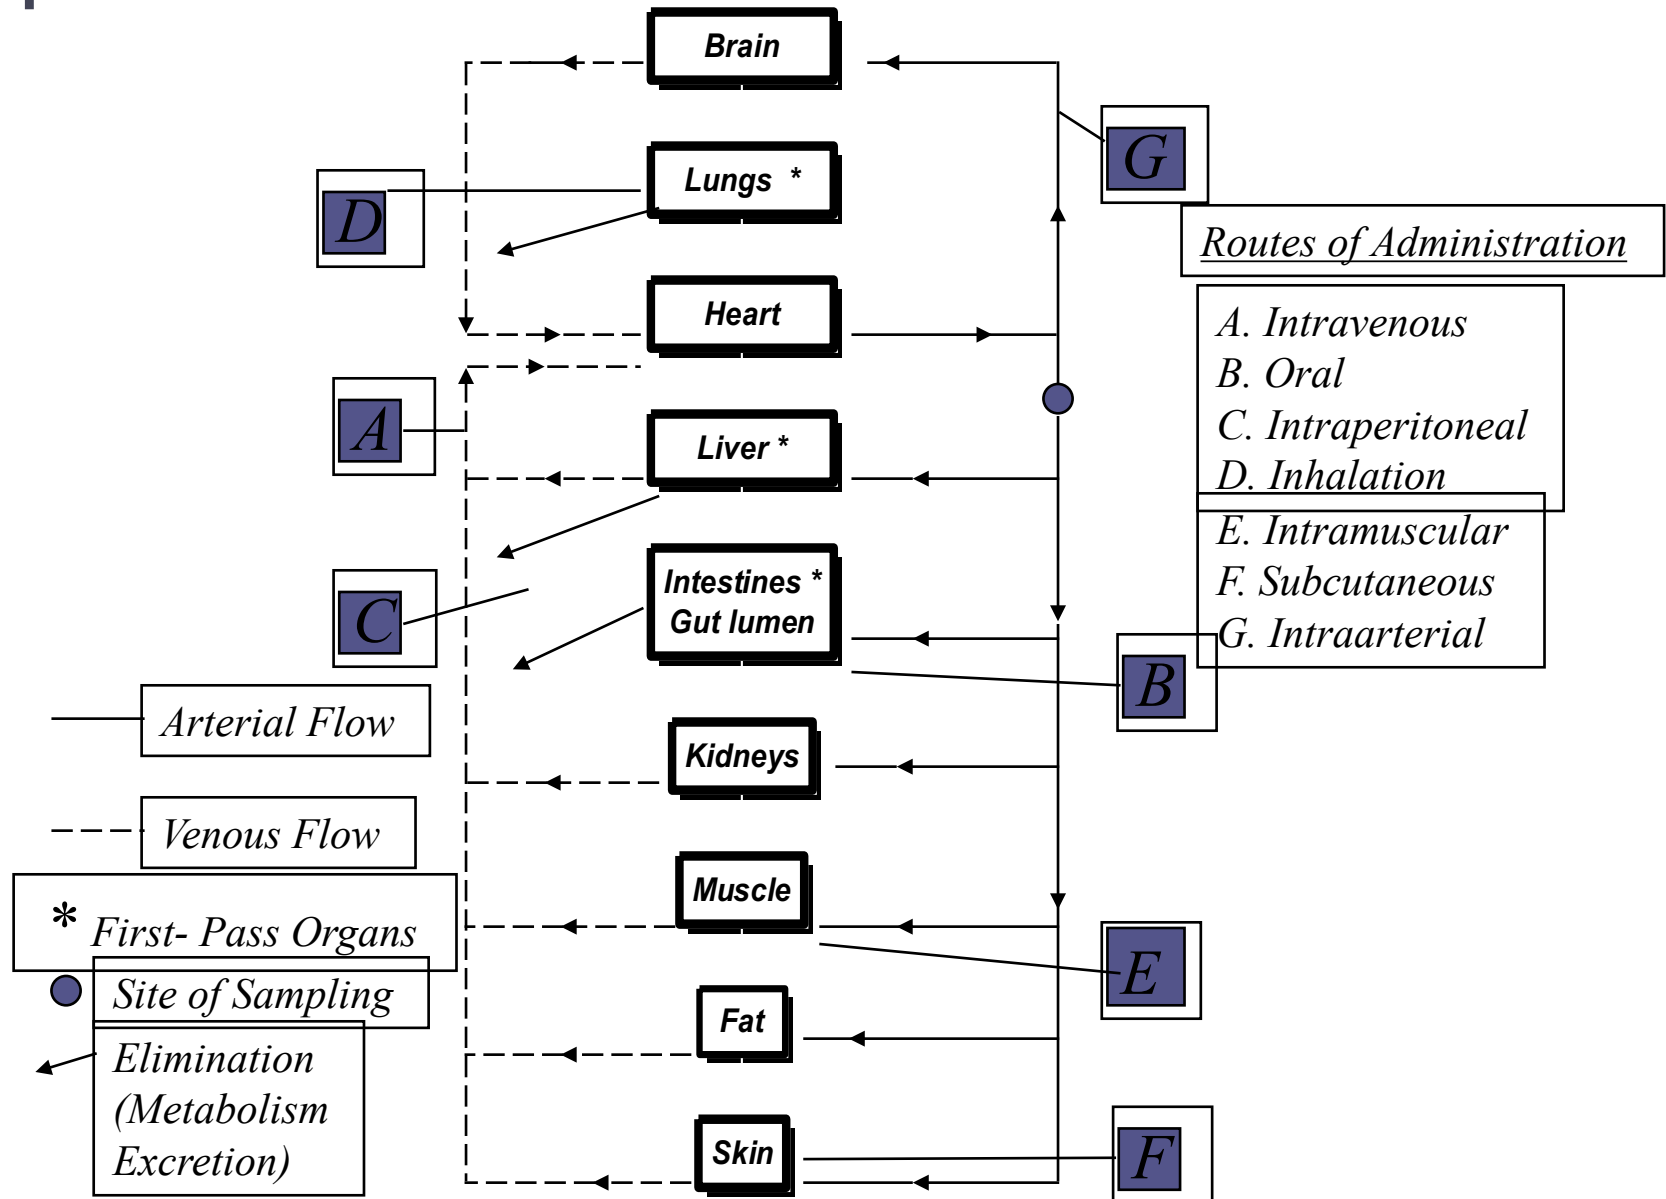 Brain
Lungs *
D
G
Routes of Administration
Heart
A. Intravenous
B. Oral
C. Intraperitoneal
D. Inhalation
E. Intramuscular
F. Subcutaneous
G. Intraarterial
A
Liver *
C
Intestines *
Gut lumen
B
Arterial Flow
Kidneys
Venous Flow
Muscle
* First- Pass Organs
E
Site of Sampling
Fat
Elimination
(Metabolism
Excretion)
Skin
F